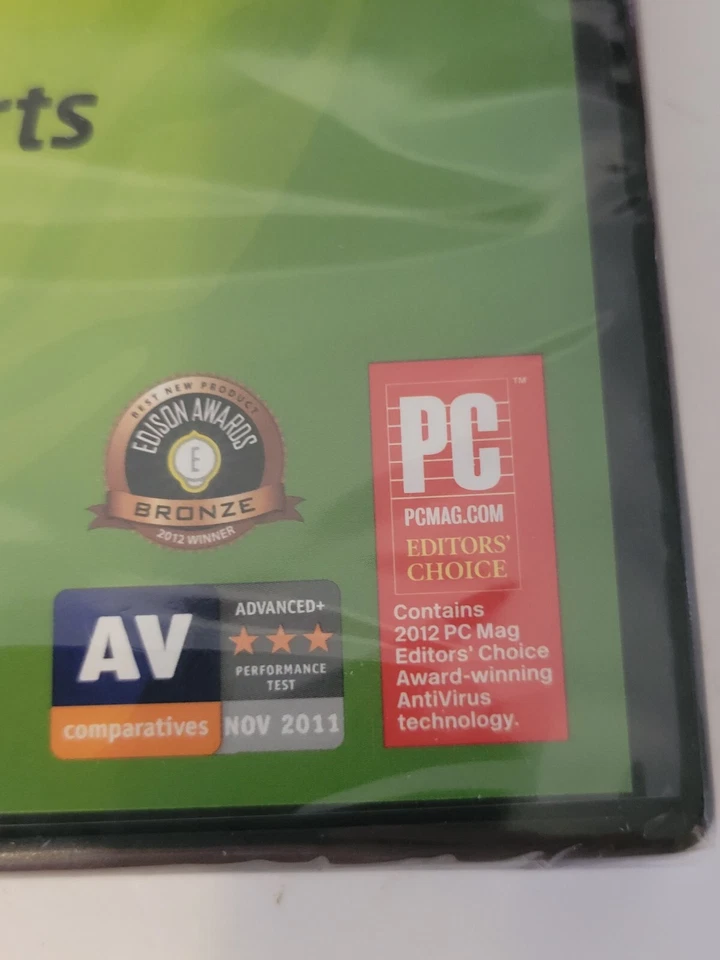 rts
BEST NEW PRODUCT
EDISON AWARDS
E
BRONZE
2012 WINNER
AV
comparatives
ADVANCED+
PERFORMANCE
TEST
NOV 2011
PC™
PCMAG.COM
EDITORS'
CHOICE
Contains
2012 PC Mag
Editors' Choice
Award-winning
AntiVirus
technology.